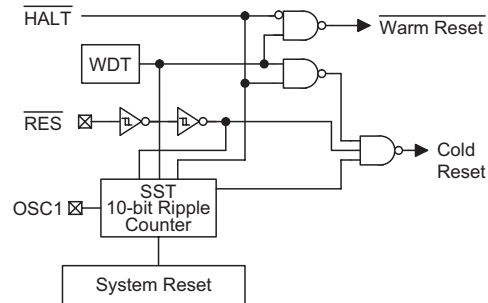 HALT
Warm Reset
WDT
RES
Cold
Reset
SST
10-bit Ripple
Counter
OSC1
System Reset